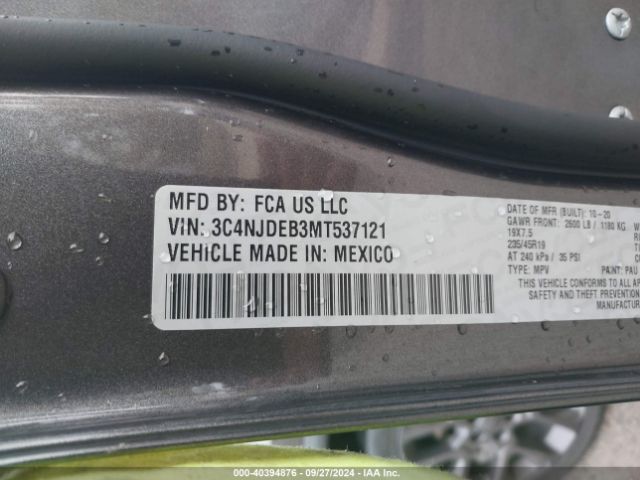 MFD BY: FCA US LLC
VIN: 3C4NJDEB3MT537121
VEHICLE MADE IN: MEXICO
DATE OF MFR (BUILT): 10-20
GAWR FRONT: 2600 LB / 1180 KG
19X7.5
235/45R19
AT 240 kPa / 35 PSI
TYPE: MPV PAINT: PAU
THIS VEHICLE CONFORMS TO ALL
SAFETY AND THEFT PREVENTION
MANUFACTUR
000-40394876 - 09/27/2024 - IAA Inc.